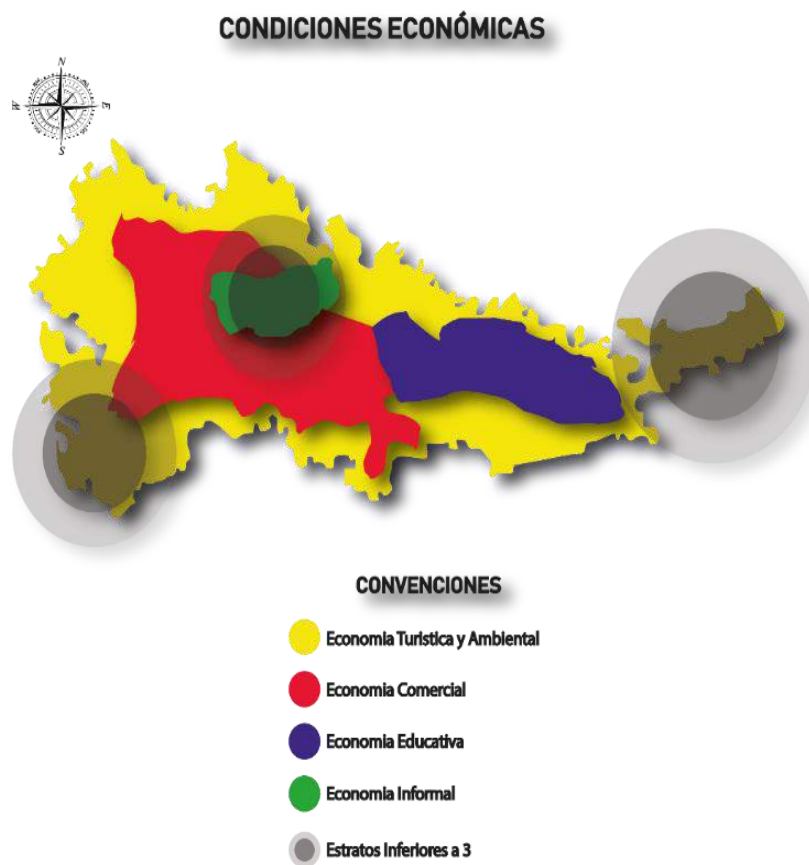 CONDICIONES ECONÓMICAS
N
W E
S
CONVENCIONES
Economia Turistica y Ambiental
Economia Comercial
Economia Educativa
Economia Informal
Estratos Inferiores a 3